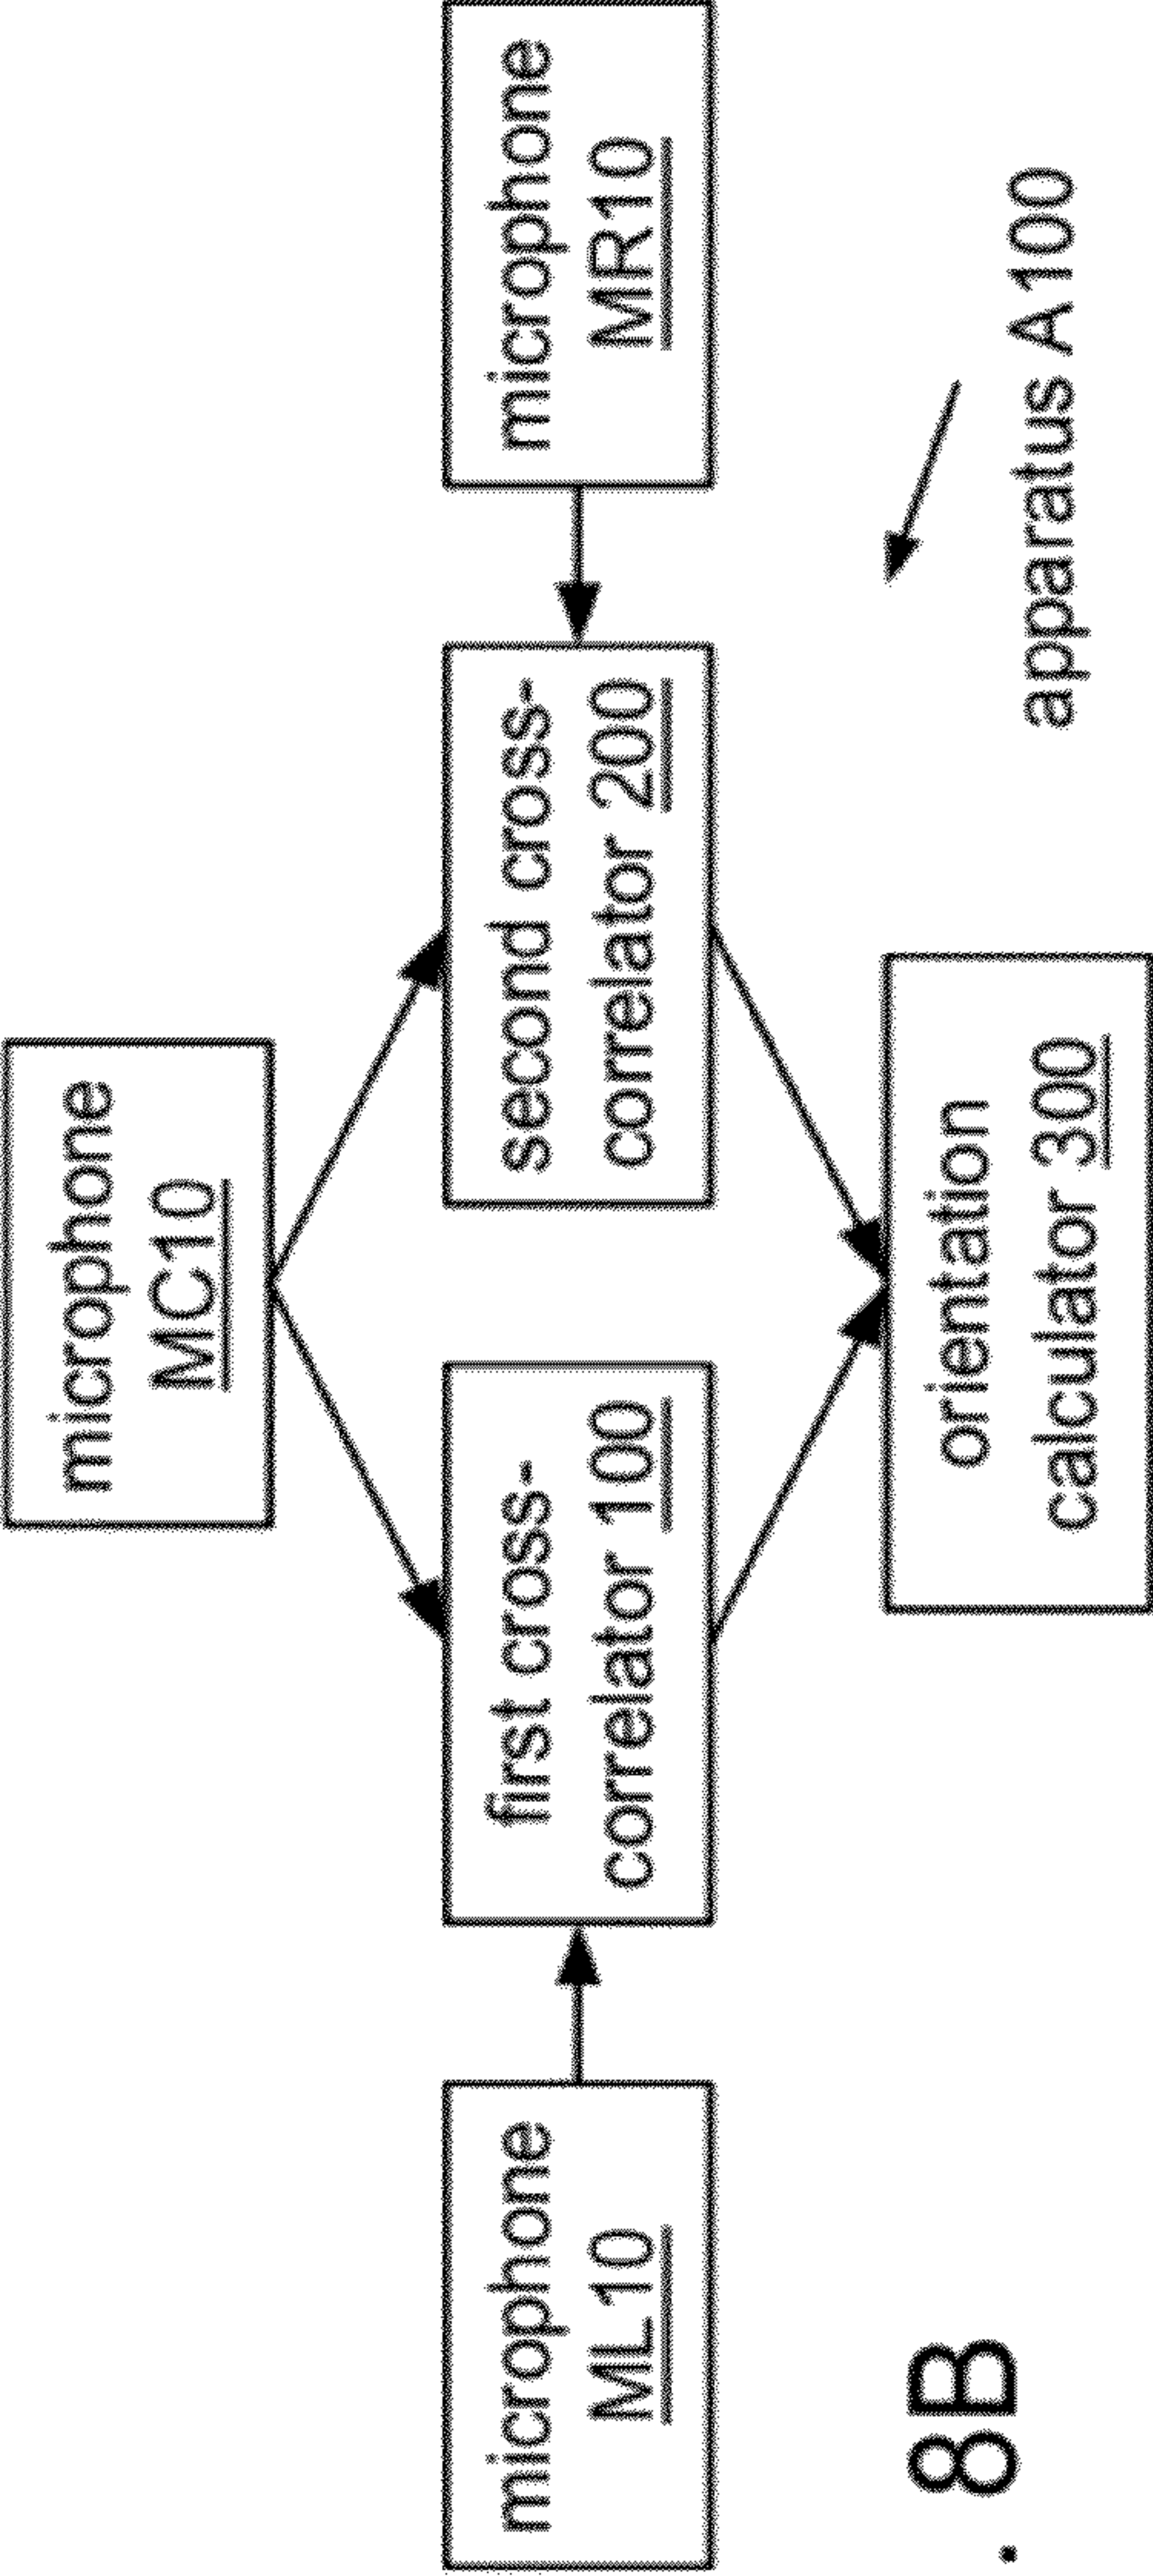 microphone
MC10
microphone
ML10
first cross-
correlator 100
second cross-
correlator 200
microphone
MR10
orientation
calculator 300
apparatus A100
. 8B